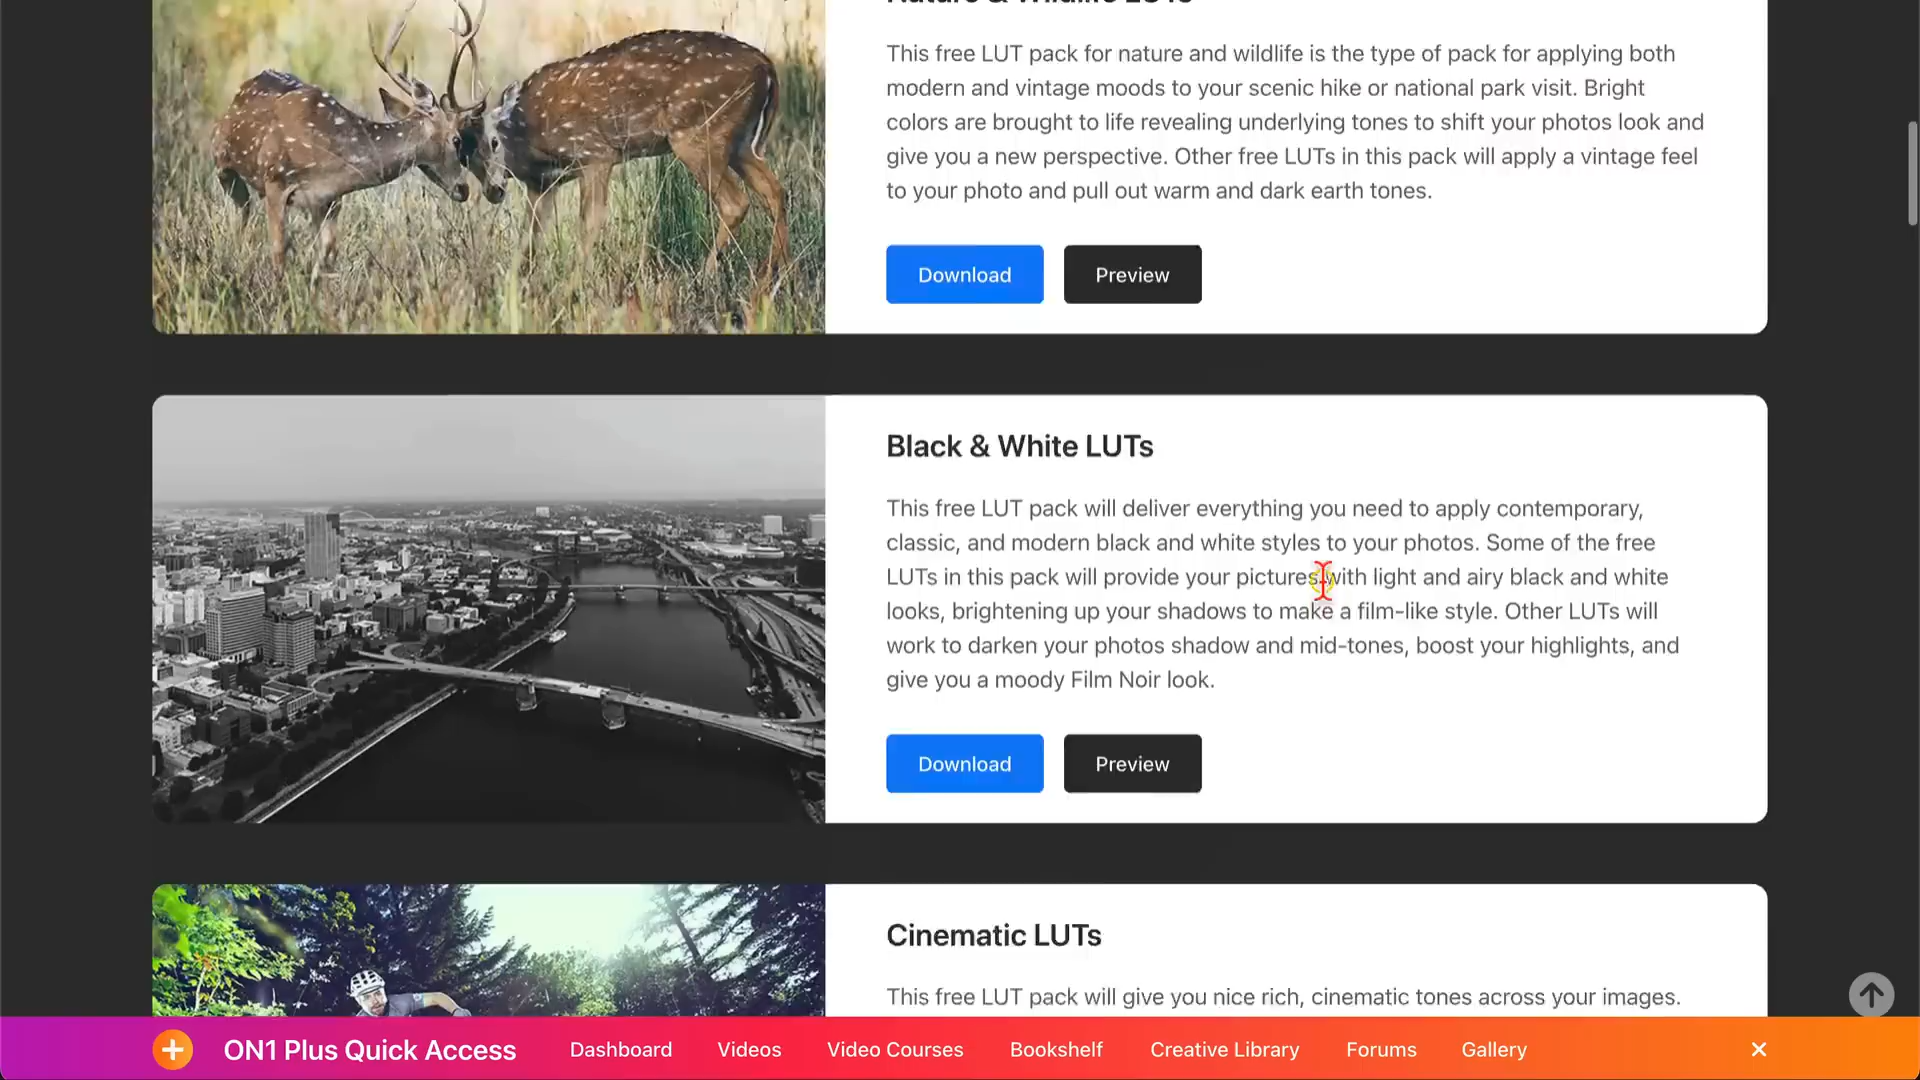 Nature & Wildlife LUTs
This free LUT pack for nature and wildlife is the type of pack for applying both
modern and vintage moods to your scenic hike or national park visit. Bright
colors are brought to life revealing underlying tones to shift your photos look and
give you a new perspective. Other free LUTs in this pack will apply a vintage feel
to your photo and pull out warm and dark earth tones.
Download
Preview
Black & White LUTs
This free LUT pack will deliver everything you need to apply contemporary,
classic, and modern black and white styles to your photos. Some of the free
LUTs in this pack will provide your pictures with light and airy black and white
looks, brightening up your shadows to make a film-like style. Other LUTs will
work to darken your photos shadow and mid-tones, boost your highlights, and
give you a moody Film Noir look.
Download
Preview
Cinematic LUTs
This free LUT pack will give you nice rich, cinematic tones across your images.
ON1 Plus Quick Access
Dashboard
Videos
Video Courses
Bookshelf
Creative Library
Forums
Gallery